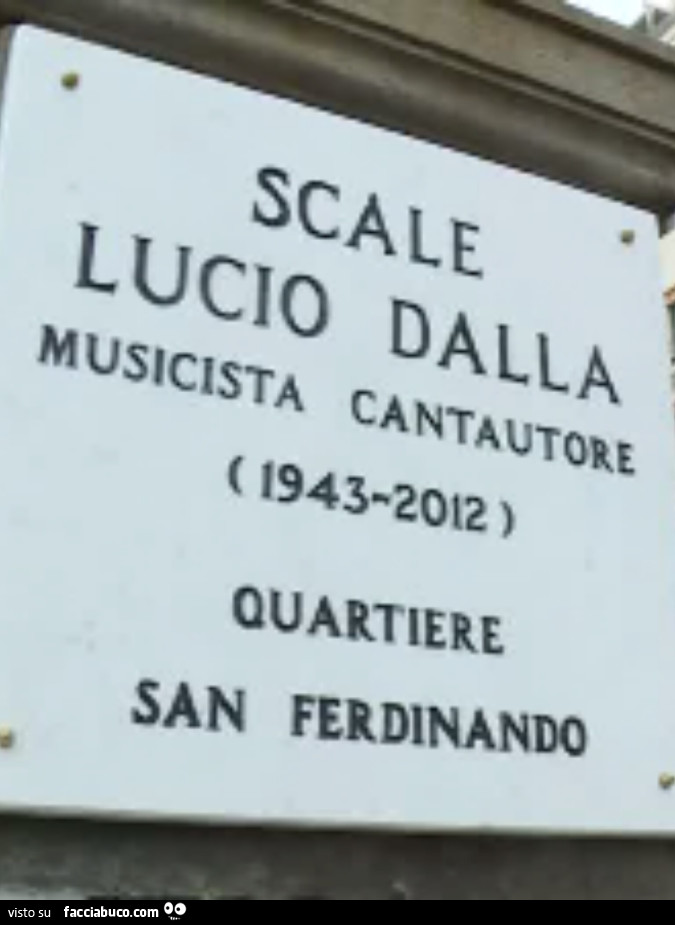 SCALE
LUCIO DALLA
MUSICISTA CANTAUTORE
(1943-2012)
QUARTIERE
SAN FERDINANDO
visto su facciabuco.com